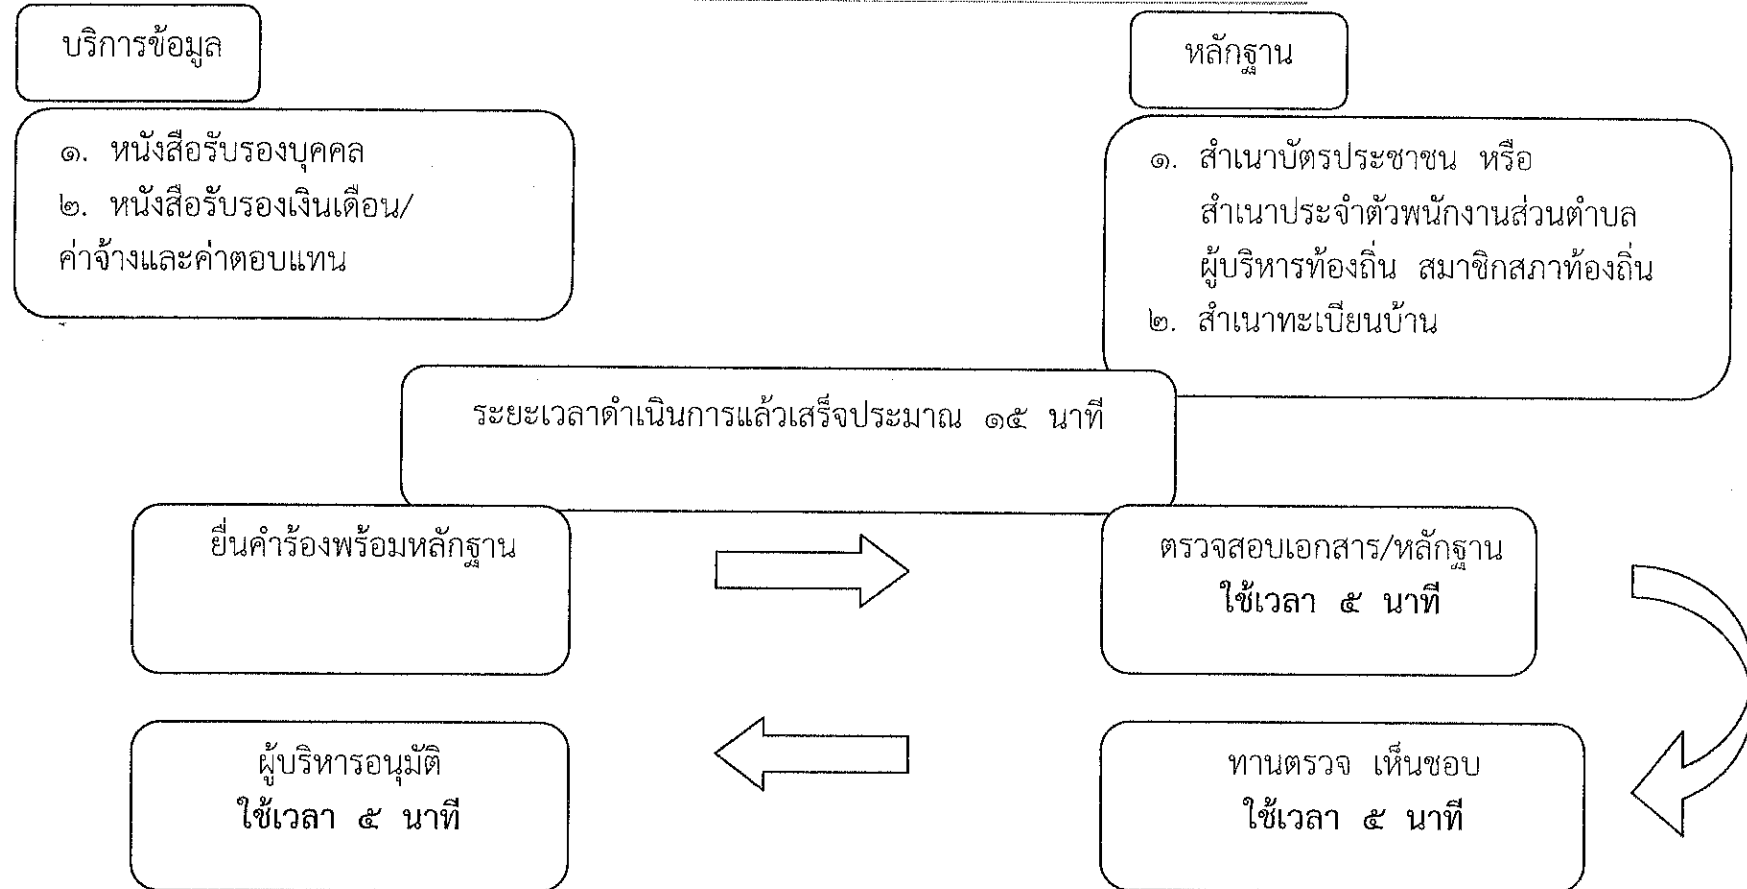 บริการข้อมูล
๑. หนังสือรับรองบุคคล
๒. หนังสือรับรองเงินเดือน/
ค่าจ้างและค่าตอบแทน
หลักฐาน
๑. สำเนาบัตรประชาชน หรือ
สำเนาประจำตัวพนักงานส่วนตำบล
ผู้บริหารท้องถิ่น สมาชิกสภาท้องถิ่น
๒. สำเนาทะเบียนบ้าน
ระยะเวลาดำเนินการแล้วเสร็จประมาณ ๑๕ นาที
ยื่นคำร้องพร้อมหลักฐาน
ตรวจสอบเอกสาร/หลักฐาน
ใช้เวลา ๕ นาที
ทานตรวจ เห็นชอบ
ใช้เวลา ๕ นาที
ผู้บริหารอนุมัติ
ใช้เวลา ๕ นาที